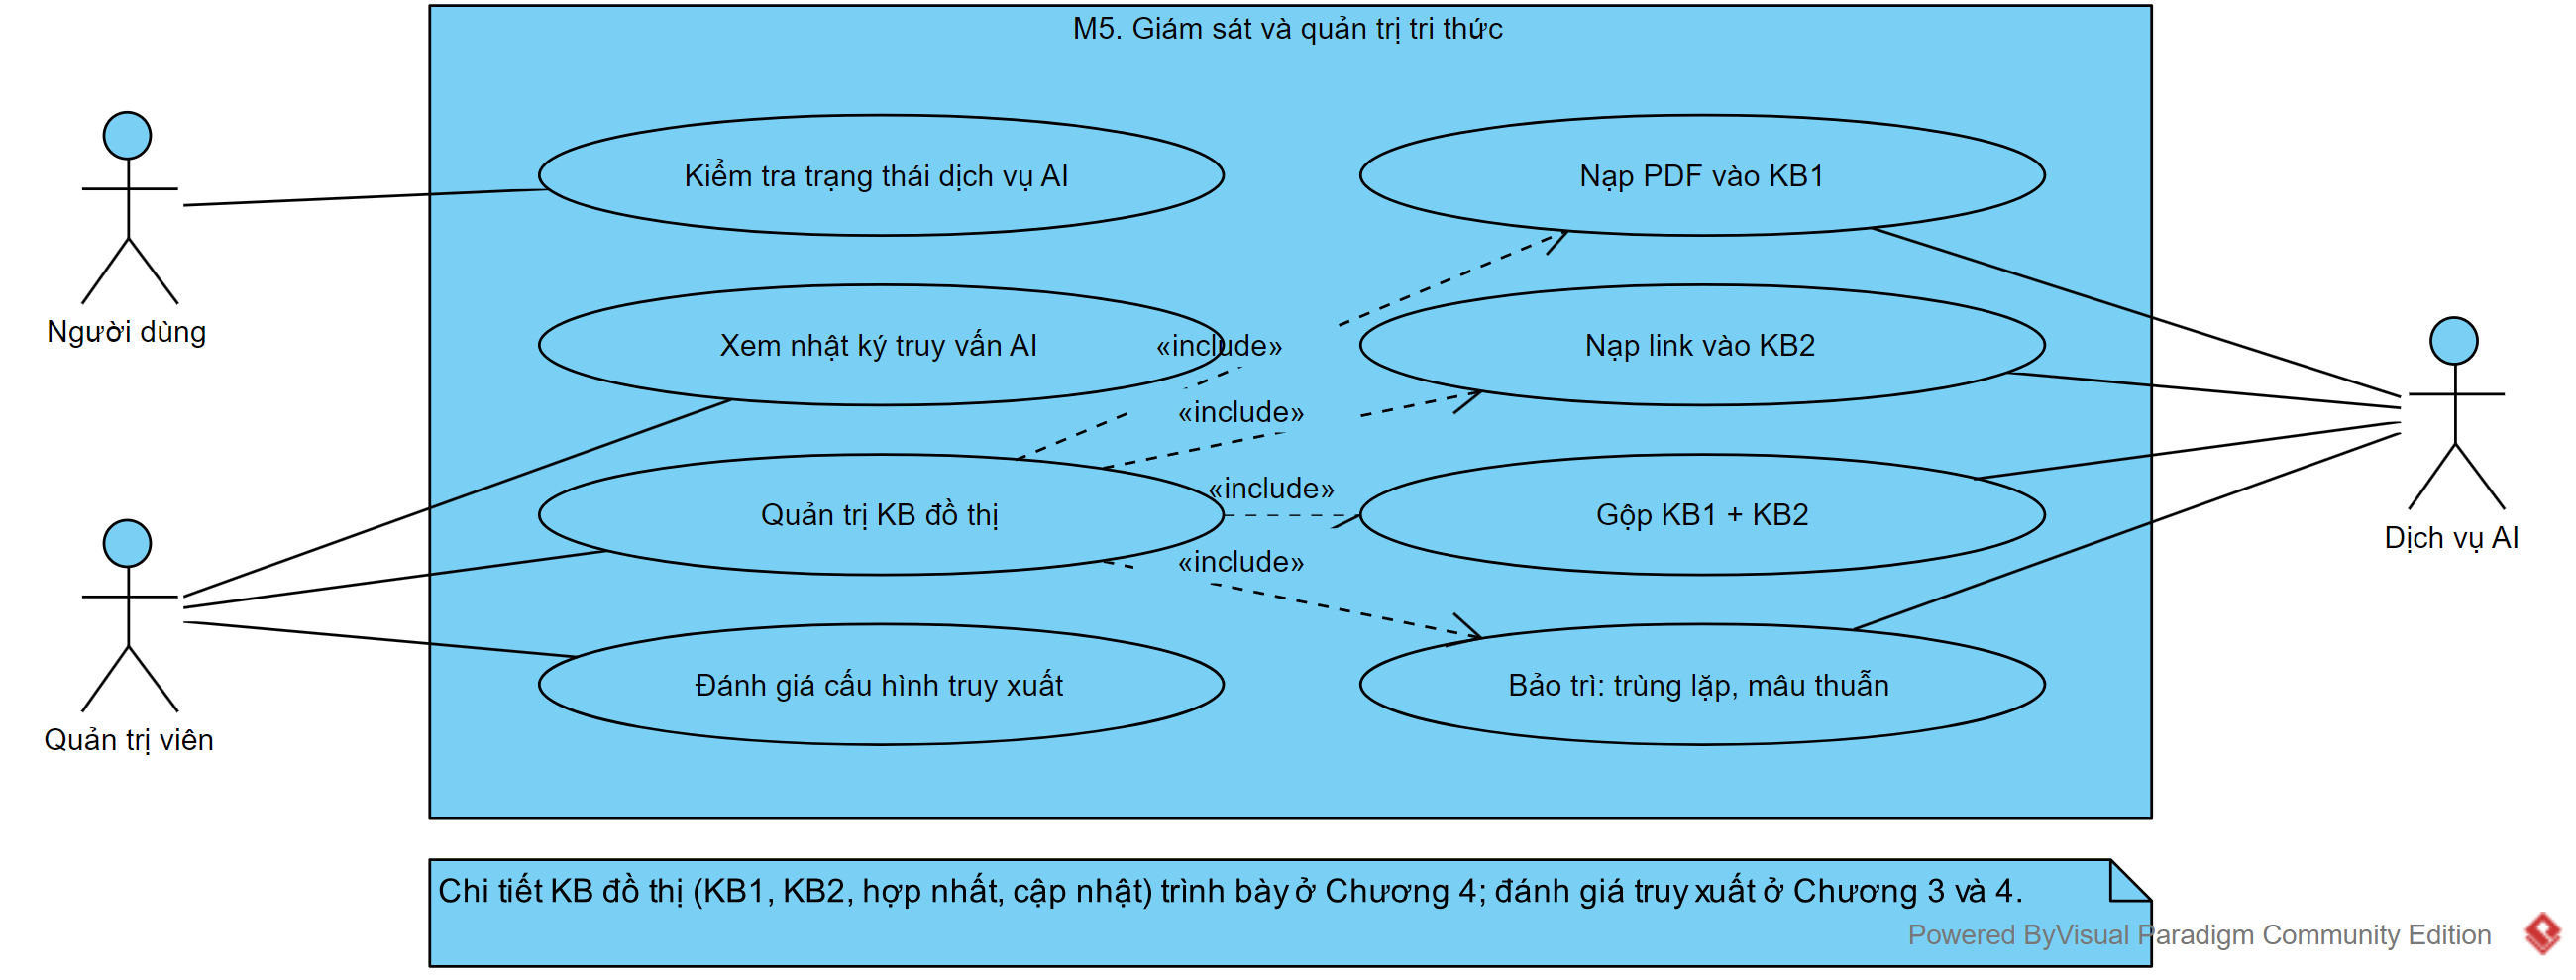 M5. Giám sát và quản trị tri thức
Kiểm tra trạng thái dịch vụ AI
Nạp PDF vào KB1
Người dùng
Xem nhật ký truy vấn AI
«include»
Nạp link vào KB2
«include»
Quản trị KB đồ thị
«include»
Gộp KB1 + KB2
Dịch vụ AI
«include»
Đánh giá cấu hình truy xuất
Bảo trì: trùng lặp, mâu thuẫn
Quản trị viên
Chi tiết KB đồ thị (KB1, KB2, hợp nhất, cập nhật) trình bày ở Chương 4; đánh giá truy xuất ở Chương 3 và 4.
Powered ByVisual Paradigm Community Edition